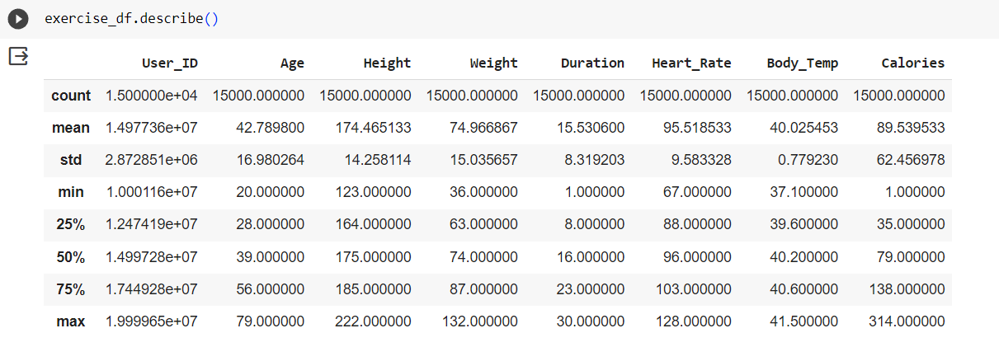 exercise_df.describe()
User_ID Age Height Weight Duration Heart_Rate Body_Temp Calories
count 1.500000e+04 15000.000000 15000.000000 15000.000000 15000.000000 15000.000000 15000.000000 15000.000000
mean 1.497736e+07 42.789800 174.465133 74.966867 15.530600 95.518533 40.025453 89.539533
std 2.872851e+06 16.980264 14.258114 15.035657 8.319203 9.583328 0.779230 62.456978
min 1.000116e+07 20.000000 123.000000 36.000000 1.000000 67.000000 37.100000 1.000000
25% 1.247419e+07 28.000000 164.000000 63.000000 8.000000 88.000000 39.600000 35.000000
50% 1.499728e+07 39.000000 175.000000 74.000000 16.000000 96.000000 40.200000 79.000000
75% 1.744928e+07 56.000000 185.000000 87.000000 23.000000 103.000000 40.600000 138.000000
max 1.999965e+07 79.000000 222.000000 132.000000 30.000000 128.000000 41.500000 314.000000